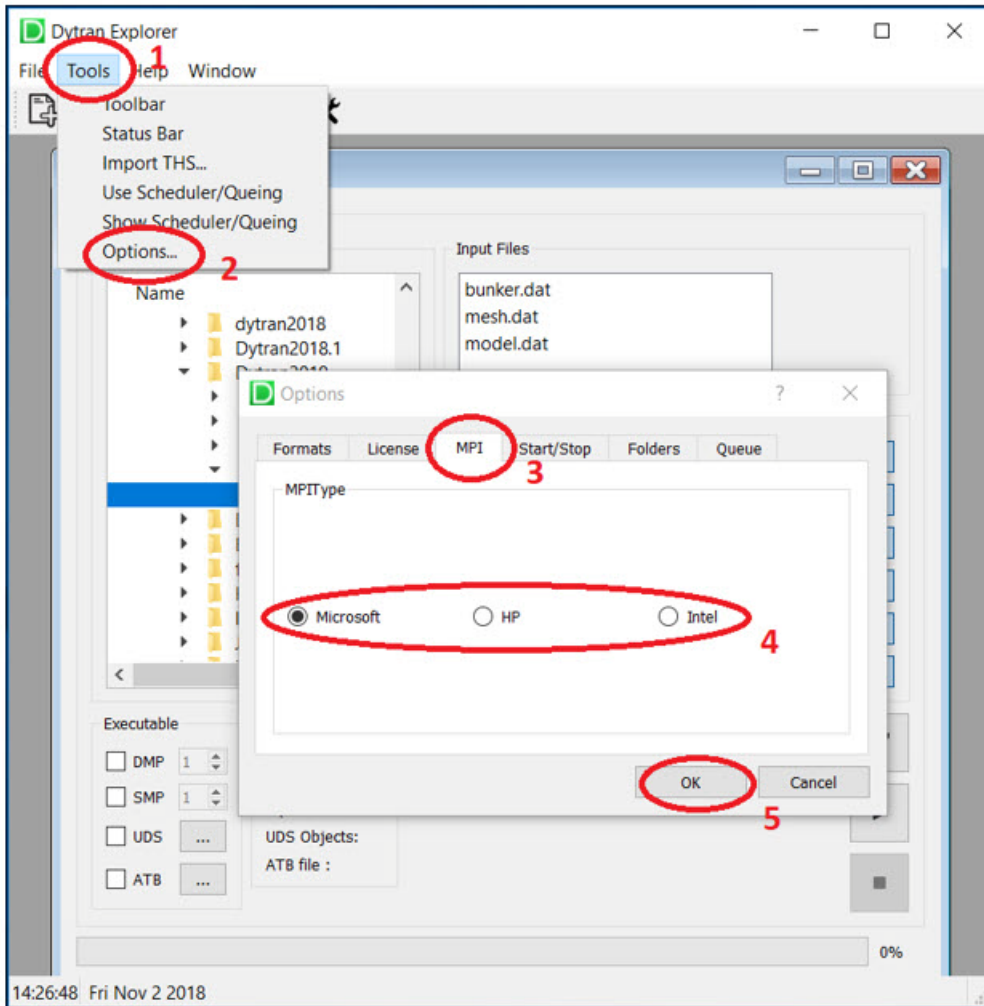 Dytran Explorer
1
File Tools Help Window
Toolbar
Status Bar
Import THS...
Use Scheduler/Queing
Show Scheduler/Queing
Options...
2
Input Files
Name
bunker.dat
mesh.dat
model.dat
dytran2018
Dytran2018.1
Options
?
Formats License MPI Start/Stop Folders Queue
3
MPIType
Microsoft HP Intel
4
OK Cancel
5
Executable
DMP 1
SMP 1
UDS ...
UDS Objects:
ATB ...
ATB file :
0%
14:26:48 Fri Nov 2 2018